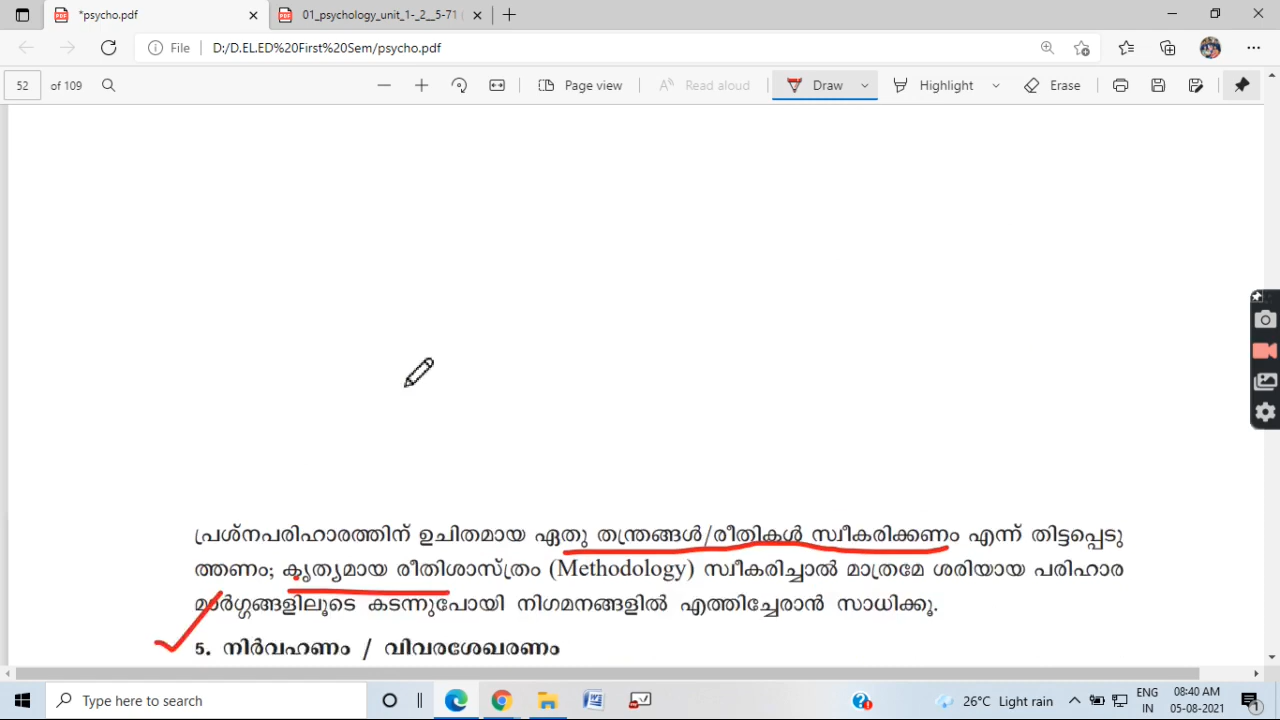 *psycho.pdf
01_psychology_unit_1-_2__5-71 (
File
D:/D.EL.ED%20First%20Sem/psycho.pdf
52 of 109
Page view
Read aloud
Draw
Highlight
Erase
പ്രശ്നപരിഹാരത്തിന് ഉചിതമായ ഏതു തന്ത്രങ്ങൾ/രീതികൾ സ്വീകരിക്കണം എന്ന് തിട്ടപ്പെടു
ത്തണം; കൃത്യമായ രീതിശാസ്ത്രം (Methodology) സ്വീകരിച്ചാൽ മാത്രമേ ശരിയായ പരിഹാര
മാർഗ്ഗങ്ങളിലൂടെ കടന്നുപോയി നിഗമനങ്ങളിൽ എത്തിച്ചേരാൻ സാധിക്കൂ.
5. നിർവഹണം / വിവരശേഖരണം
Type here to search
26°C Light rain
ENG
IN
08:40 AM
05-08-2021